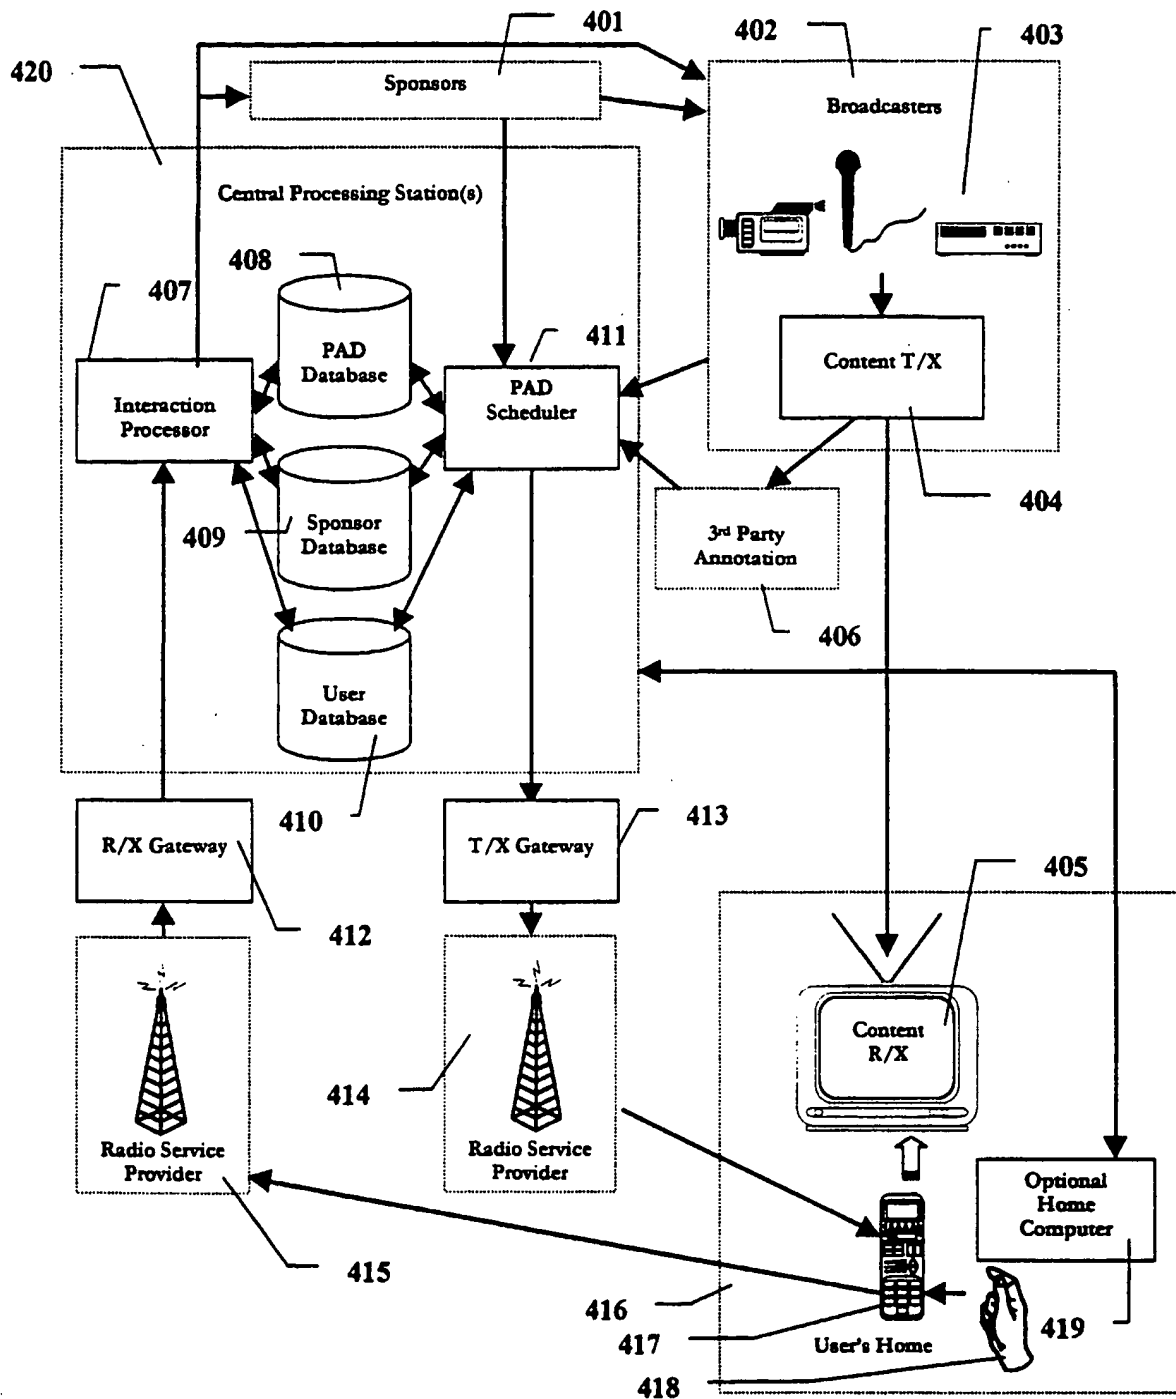 401
402
403
420
Sponsors
Broadcasters
Central Processing Station(s)
408
407
411
PAD
Database
PAD
Scheduler
Content T/X
Interaction
Processor
404
409
Sponsor
Database
3rd Party
Annotation
406
User
Database
410
413
R/X Gateway
T/X Gateway
405
412
Content
R/X
414
Radio Service
Provider
Radio Service
Provider
Optional
Home
Computer
415
416
417
User's Home
419
418